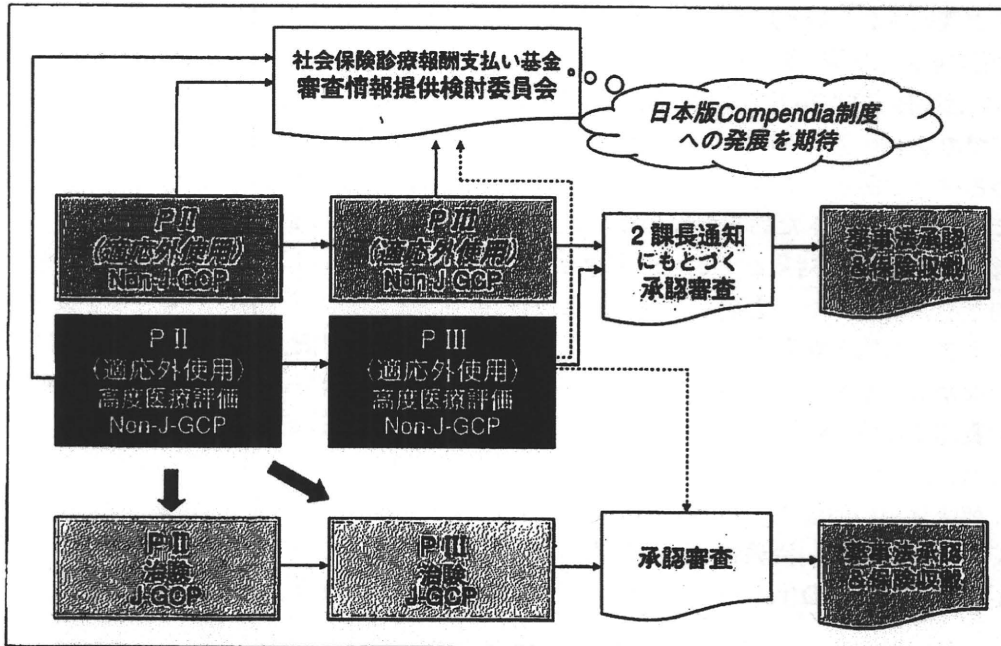 社会保険診療報酬支払い基金
審査情報提供検討委員会
日本版Compendia制度
への発展を期待
P II
(適応外使用)
Non-J-GCP
P III
(適応外使用)
Non-J-GCP
2課長通知
にもとづく
承認審査
薬事法承認
&保険収載
P II
(適応外使用)
高度医療評価
Non-J-GCP
P III
(適応外使用)
高度医療評価
Non-J-GCP
P II
治験
J-GCP
P III
治験
J-GCP
承認審査
薬事法承認
&保険収載